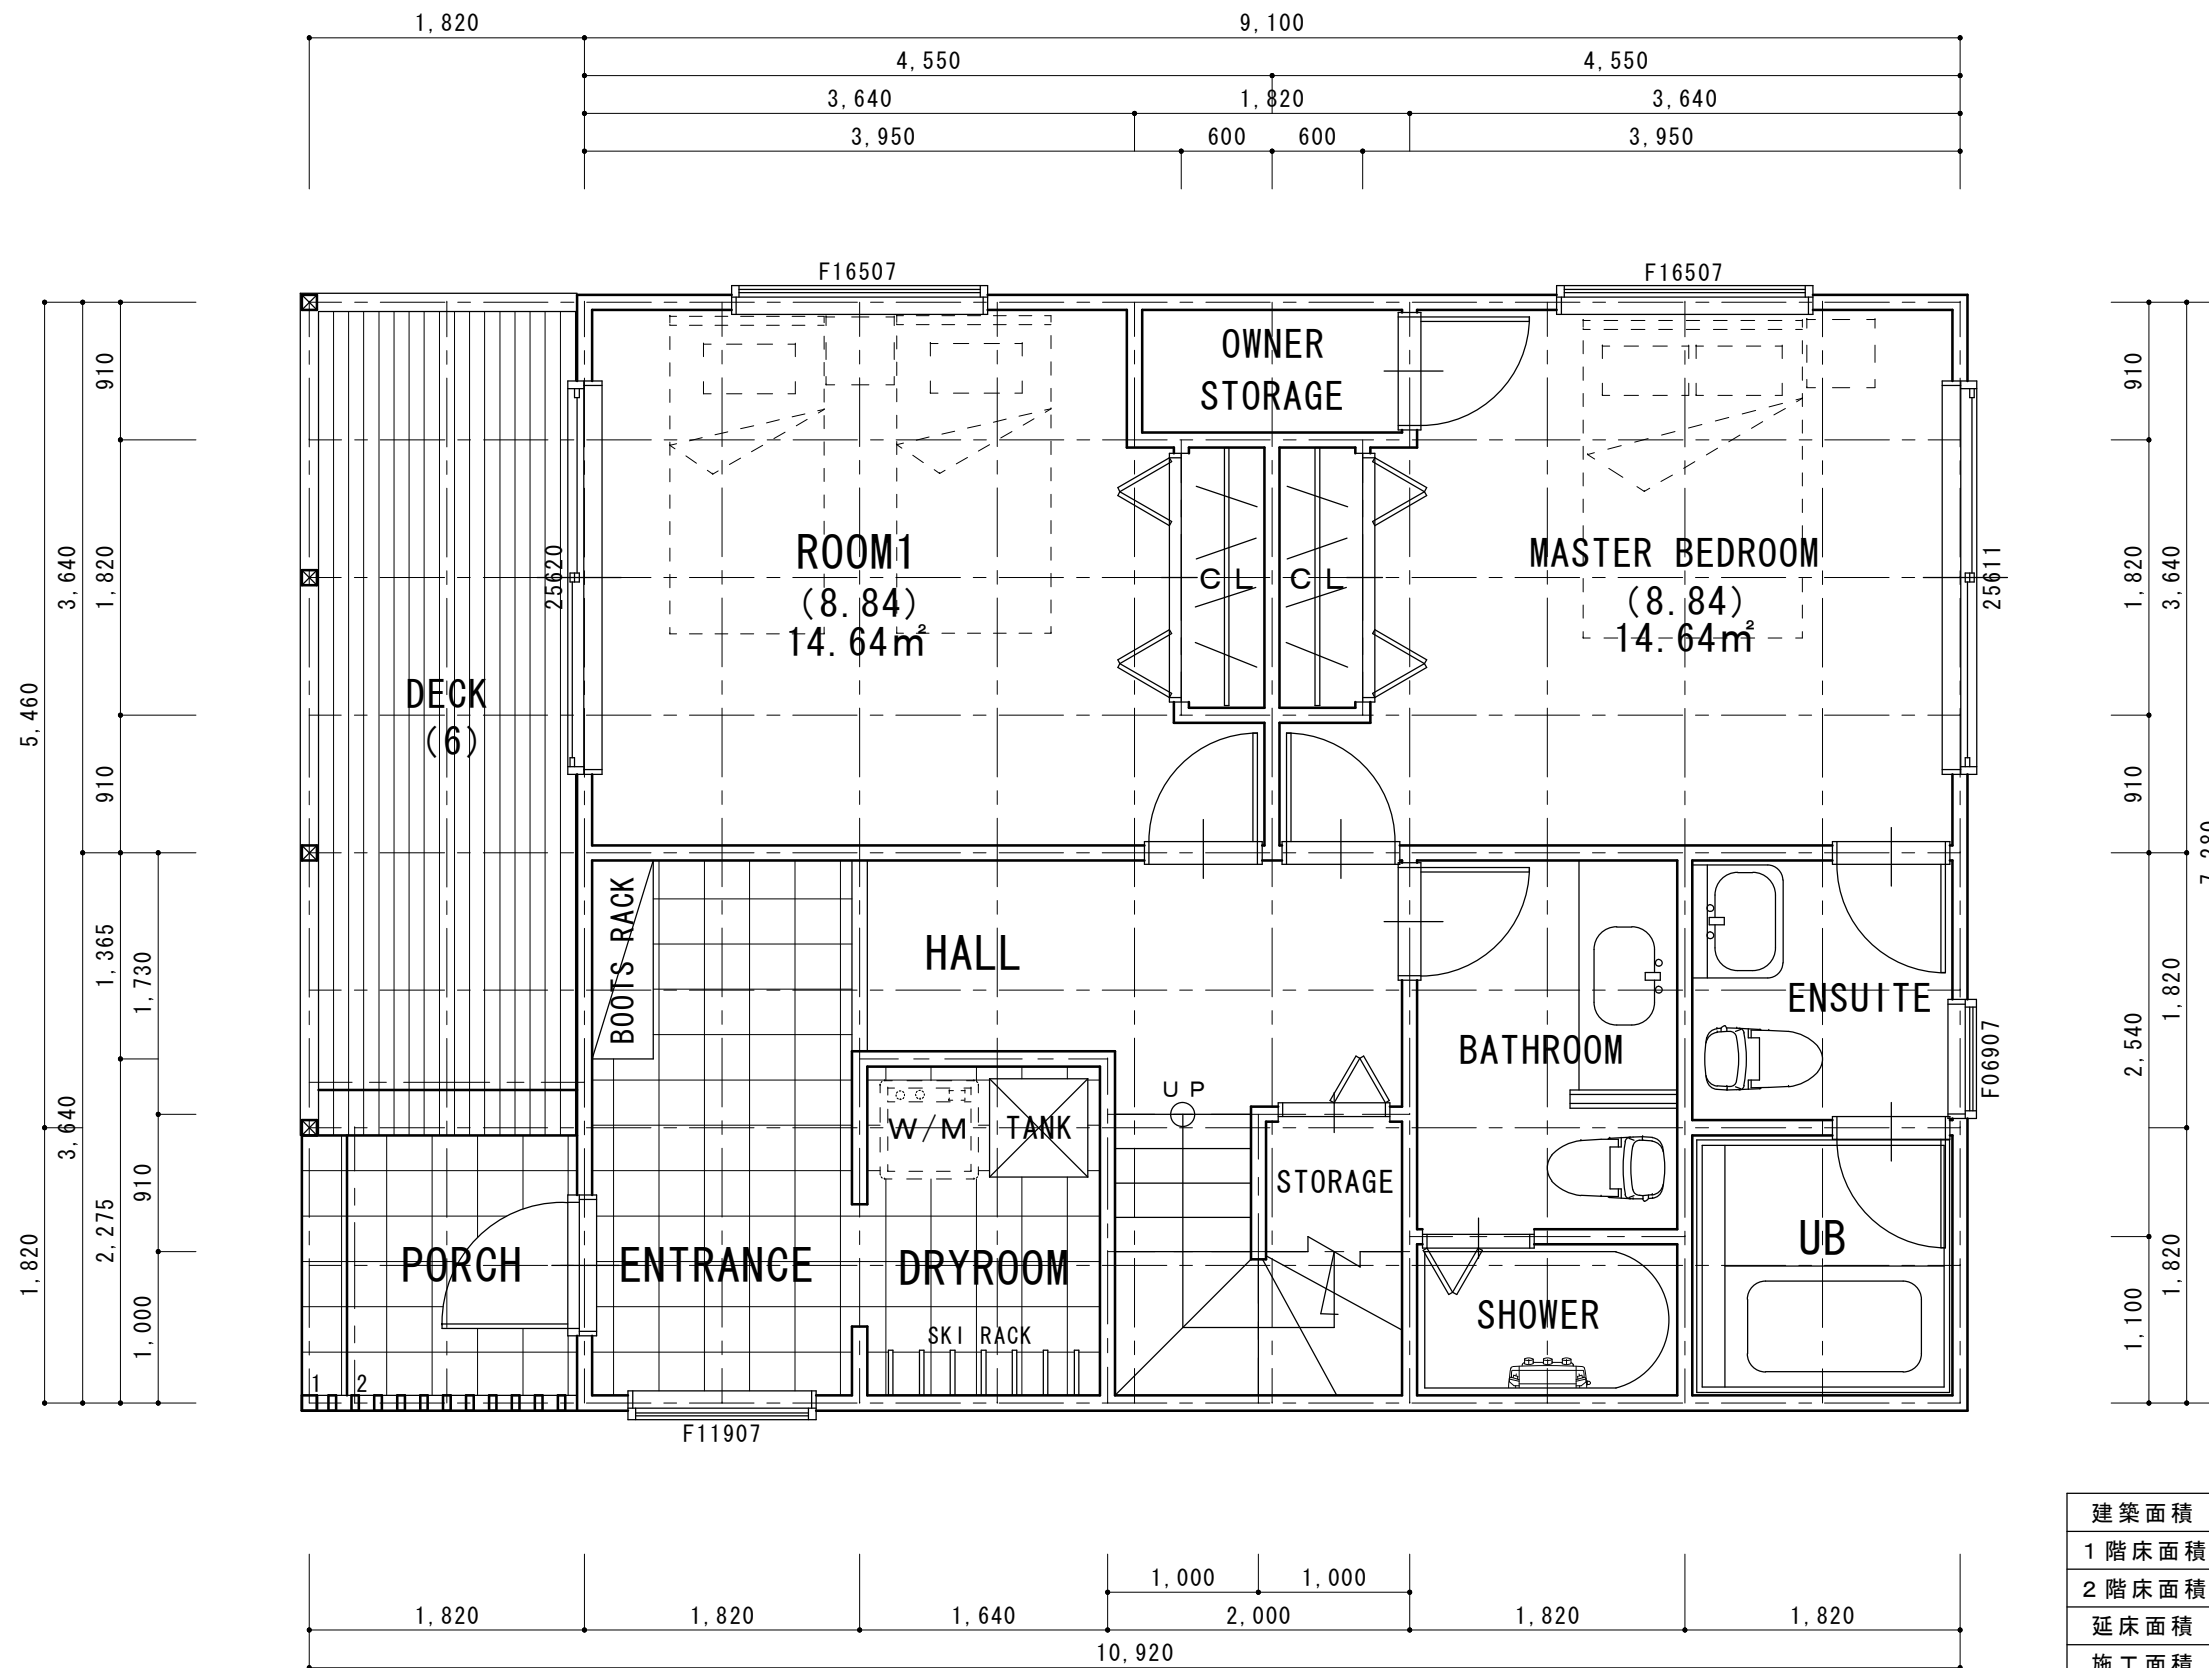 1,820
9,100
4,550
4,550
3,640
1,820
3,640
3,950
600
600
3,950
F16507
F16507
OWNER
STORAGE
910
910
ROOM1
(8.84)
14.64㎡
CL
CL
MASTER BEDROOM
(8.84)
14.64㎡
25620
25611
3,640
1,820
1,820
3,640
5,460
DECK
(6)
910
910
BOOTS RACK
HALL
1,365
1,730
BATHROOM
ENSUITE
F06907
2,540
1,820
UP
W/M
TANK
STORAGE
3,640
910
2,275
1,820
1,000
PORCH
ENTRANCE
DRYROOM
SKI RACK
SHOWER
UB
1,100
1,820
1
2
F11907
1,000
1,000
1,820
1,820
1,640
2,000
1,820
1,820
10,920
建築面積
1階床面積
2階床面積
延床面積
施工面積